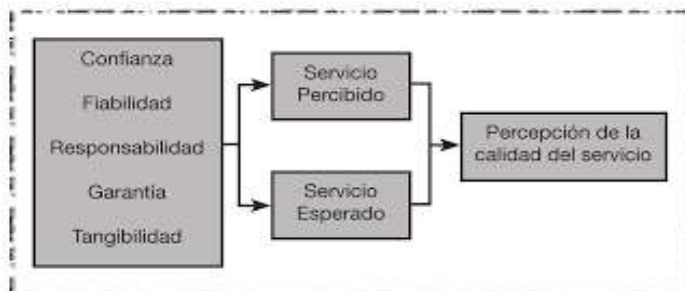 Confianza
Fiabilidad
Responsabilidad
Garantía
Tangibilidad
Servicio
Percibido
Servicio
Esperado
Percepción de la
calidad del servicio